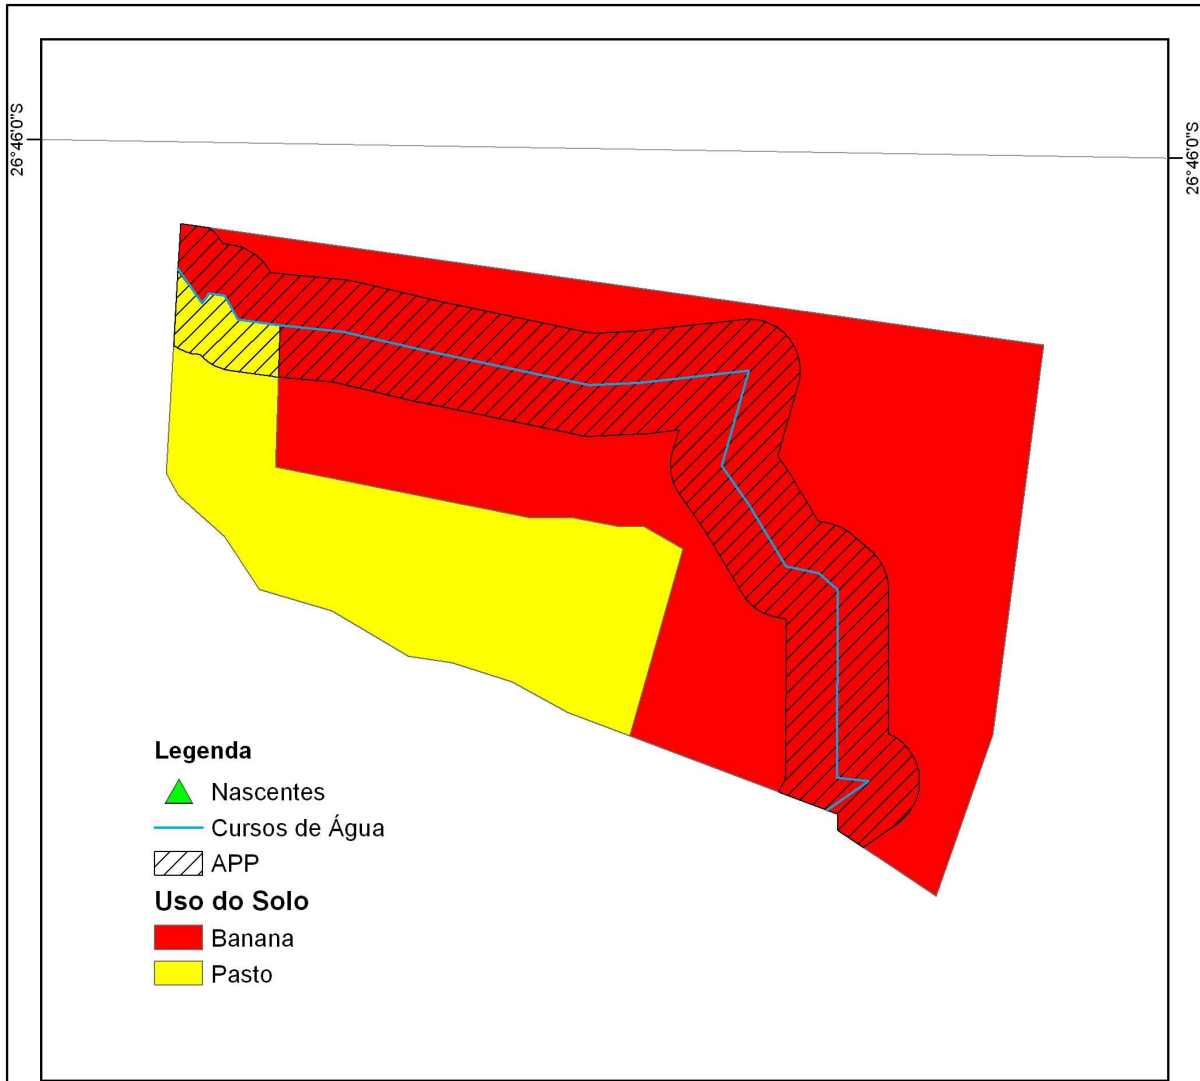 26°46'0"S
26°46'0"S
Legenda
Nascentes
Cursos de Água
APP
Uso do Solo
Banana
Pasto